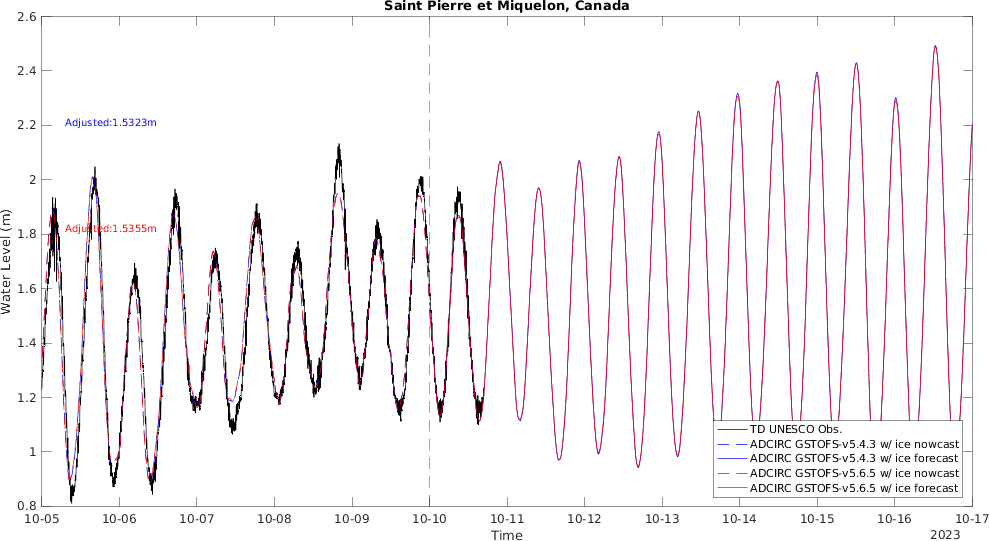 Saint Pierre et Miquelon, Canada
2.6
2.4
2.2
2
1.8
1.6
1.4
1.2
1
0.8
Water Level (m)
Adjusted:1.5323m
Adjusted:1.5355m
TD UNESCO Obs.
ADCIRC GSTOFS-v5.4.3 w/ ice nowcast
ADCIRC GSTOFS-v5.4.3 w/ ice forecast
ADCIRC GSTOFS-v5.6.5 w/ ice nowcast
ADCIRC GSTOFS-v5.6.5 w/ ice forecast
10-05 10-06 10-07 10-08 10-09 10-10 10-11 10-12 10-13 10-14 10-15 10-16 10-17
Time
2023